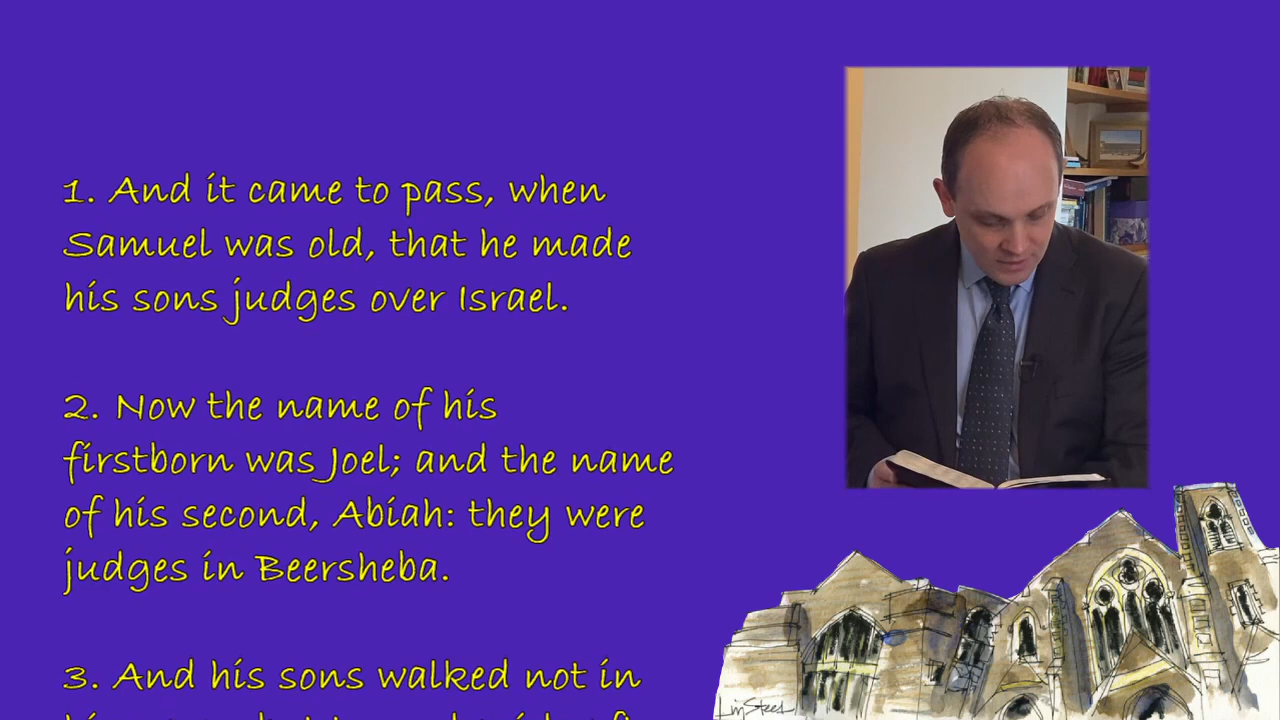 1. And it came to pass, when
Samuel was old, that he made
his sons judges over Israel.
2. Now the name of his
firstborn was Joel; and the name
of his second, Abiah: they were
judges in Beersheba.
3. And his sons walked not in